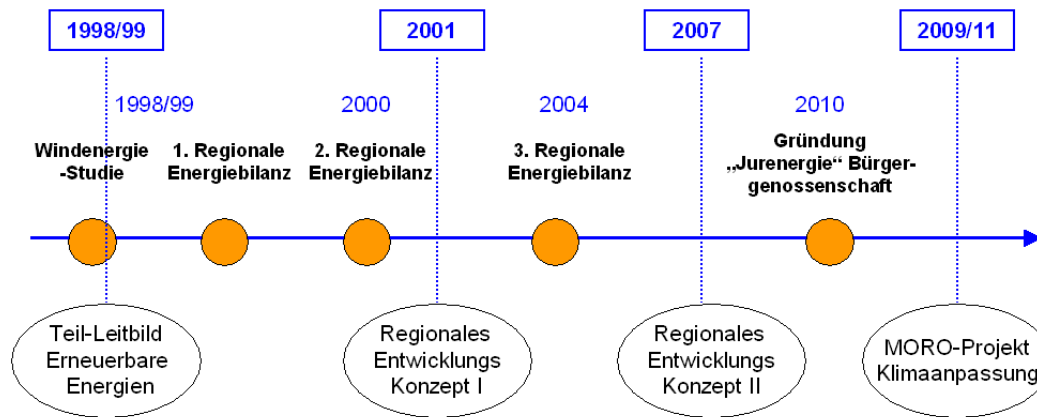 1998/99
2001
2007
2009/11
1998/99
2000
2004
2010
Windenergie
-Studie
1. Regionale
Energiebilanz
2. Regionale
Energiebilanz
3. Regionale
Energiebilanz
Gründung
„Jurenergie“ Bürger-
genossenschaft
Teil-Leitbild
Erneuerbare
Energien
Regionales
Entwicklungs
Konzept I
Regionales
Entwicklungs
Konzept II
MORO-Projekt
Klimaanpassung